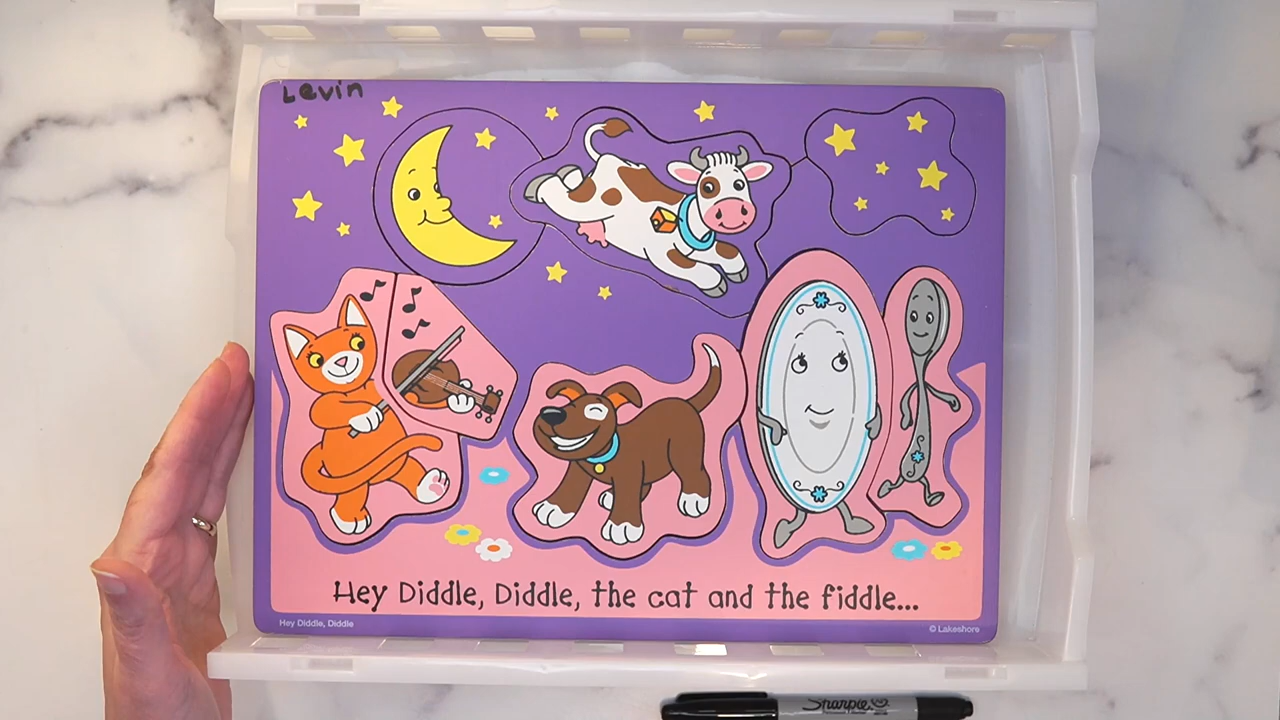 Levin
Hey Diddle, Diddle, the cat and the fiddle...
Hey Diddle, Diddle
© Lakeshore
Sharpie